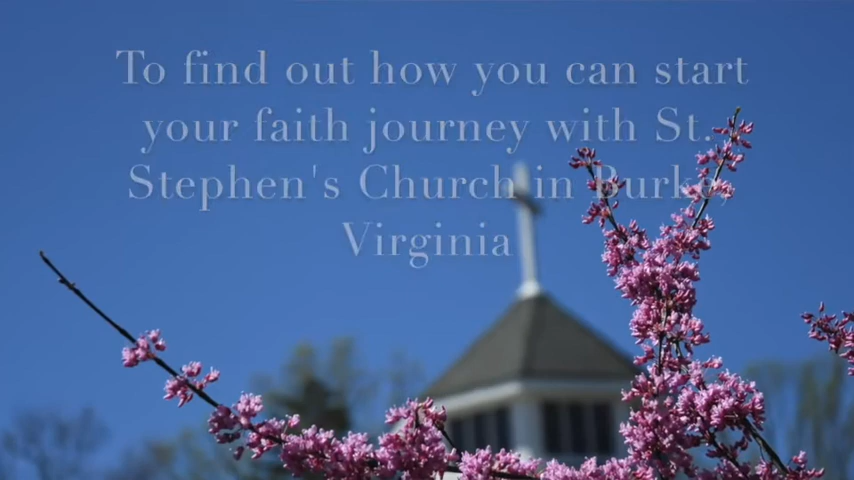 To find out how you can start
your faith journey with St.
Stephen's Church in Burke
Virginia